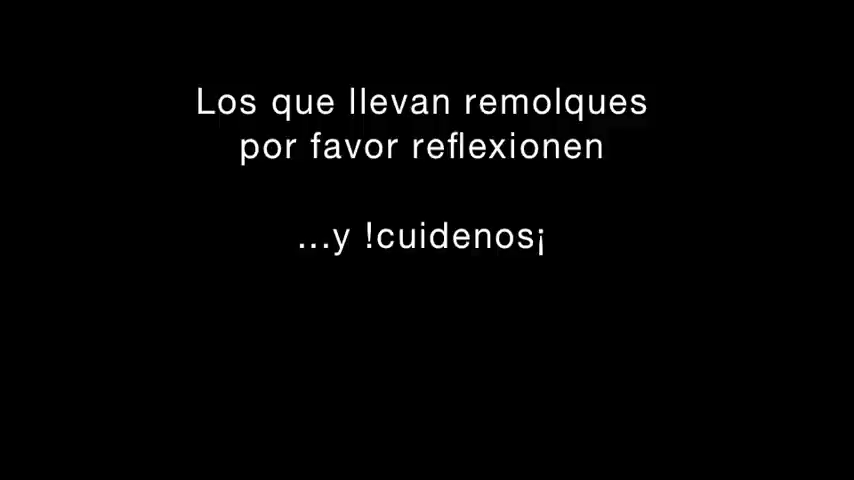 Los que llevan remolques
por favor reflexionen
...y !cuidenos¡